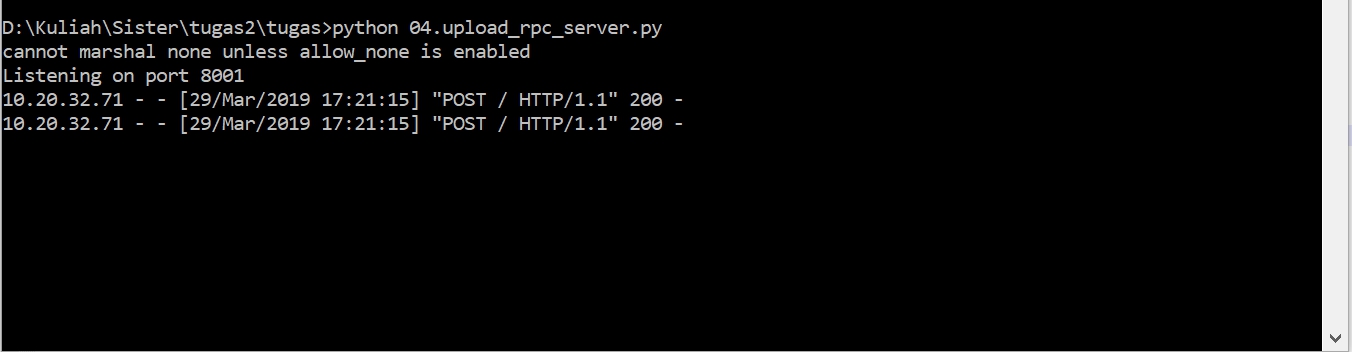 D:\Kuliah\Sister\tugas2\tugas>python 04.upload_rpc_server.py
cannot marshal none unless allow_none is enabled
Listening on port 8001
10.20.32.71 - - [29/Mar/2019 17:21:15] "POST / HTTP/1.1" 200 -
10.20.32.71 - - [29/Mar/2019 17:21:15] "POST / HTTP/1.1" 200 -